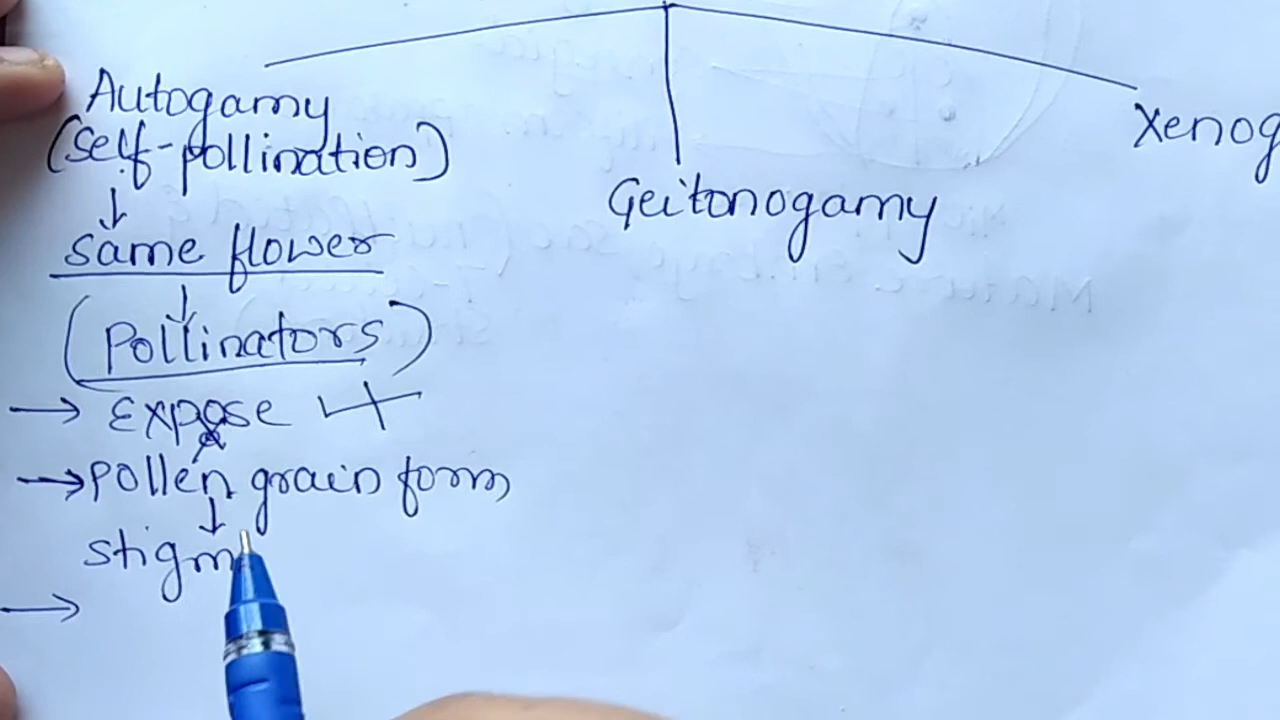 Autogamy
(Self-pollination)
↓
same flower
↓
(Pollinators)
→ Expose
→ pollen grain form
↓
stigm
→
Geitonogamy
Xenog